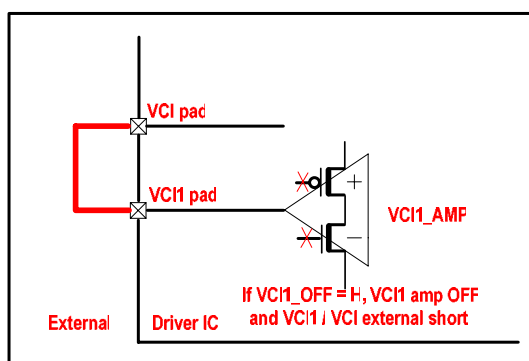 VCI pad
VCI1 pad
+
VCI1_AMP
−
If VCI1_OFF = H, VCI1 amp OFF
and VCI1 / VCI external short
External
Driver IC